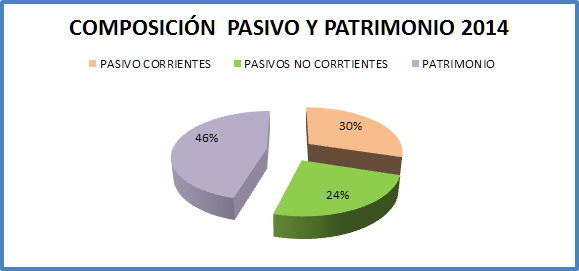 COMPOSICIÓN PASIVO Y PATRIMONIO 2014
PASIVO CORRIENTES PASIVOS NO CORRTIENTES PATRIMONIO
30%
46%
24%